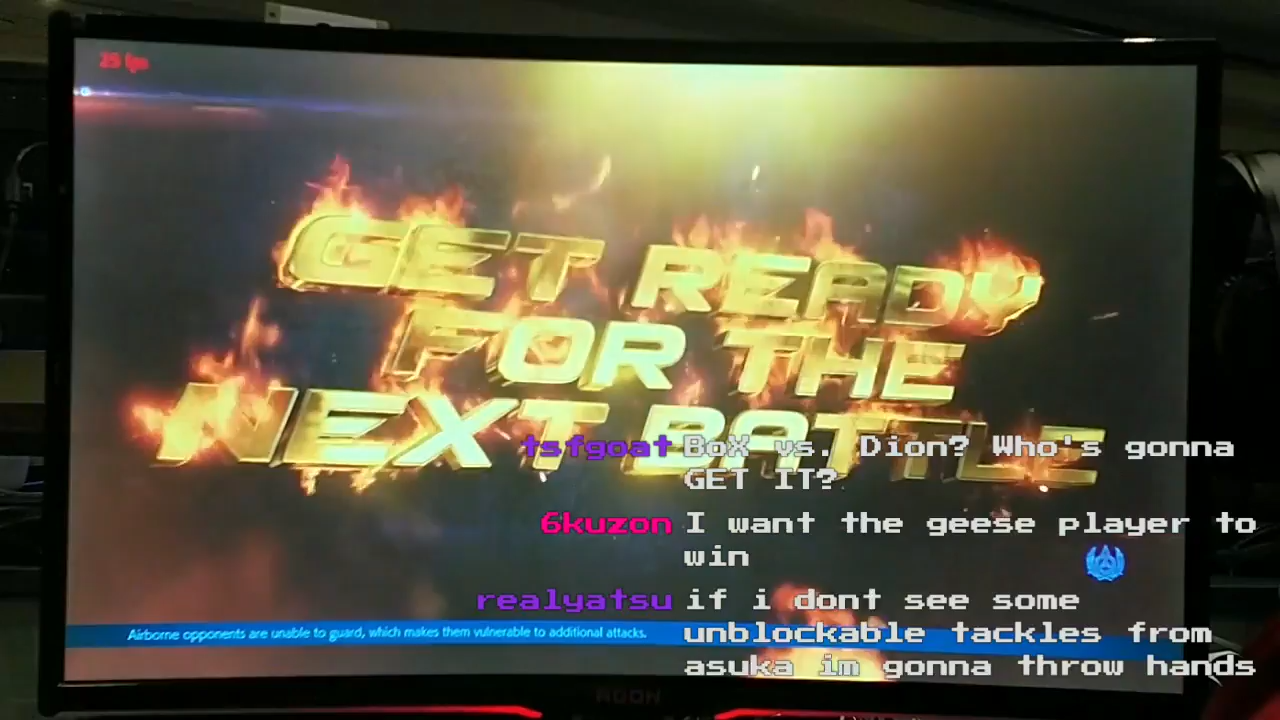 25 fps
GET READY
FOR THE
NEXT BATTLE
tsfgoat BoX vs. Dion? Who's gonna
GET IT?
6kuzon I want the geese player to
win
realyatsu if i dont see some
unblockable tackles from
asuka im gonna throw hands
Airborne opponents are unable to guard, which makes them vulnerable to additional attacks.